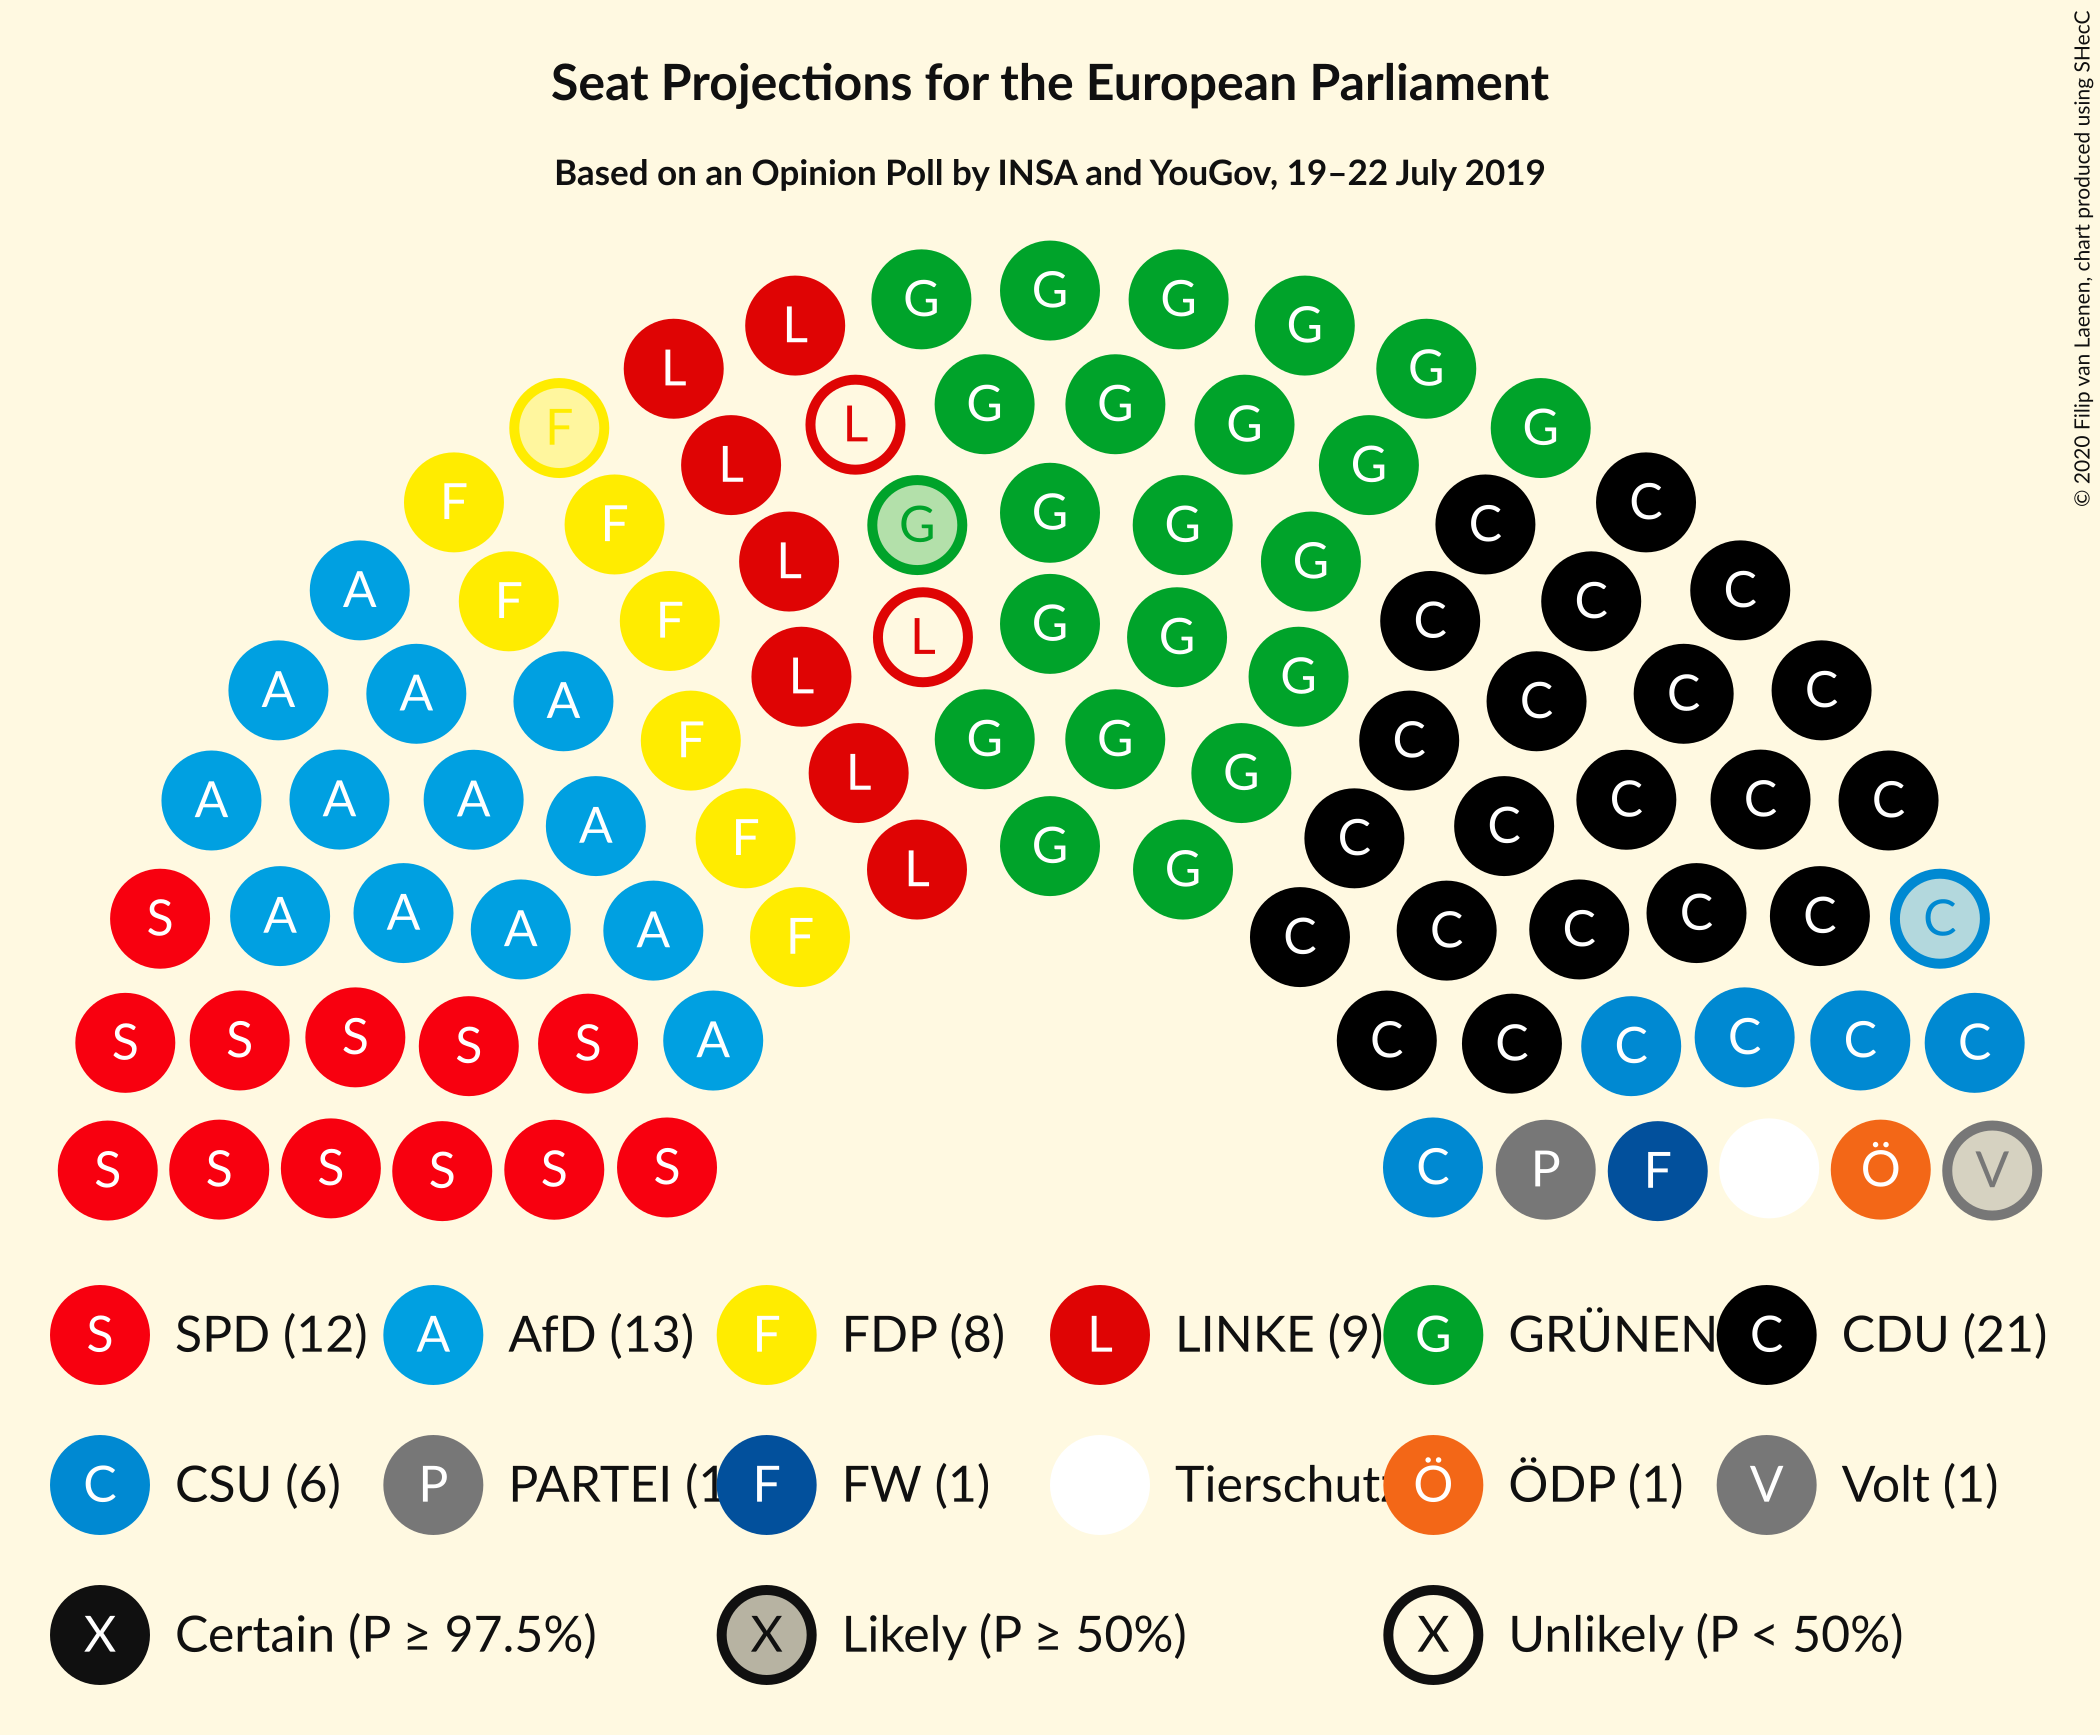 Seat Projections for the European Parliament
Based on an Opinion Poll by INSA and YouGov, 19–22 July 2019
© 2020 Filip van Laenen, chart produced using SHecC
G G G G
L L G
L G G G G
F L G
F F L G G G G C C
A F L G G G C C
A A A F L L G G G C C C C
A A A A F L G G G C C C C C
A A A A F L G G C C C C C C
S A A A A F L G C C C C C C
S S S S S A C C C C C C
S S S S S S C P F Ö V
S SPD (12) A AfD (13) F FDP (8) L LINKE (9) G GRÜNEN C CDU (21)
C CSU (6) P PARTEI (1 F FW (1) Tierschutz Ö ÖDP (1) V Volt (1)
X Certain (P ≥ 97.5%) X Likely (P ≥ 50%) X Unlikely (P < 50%)